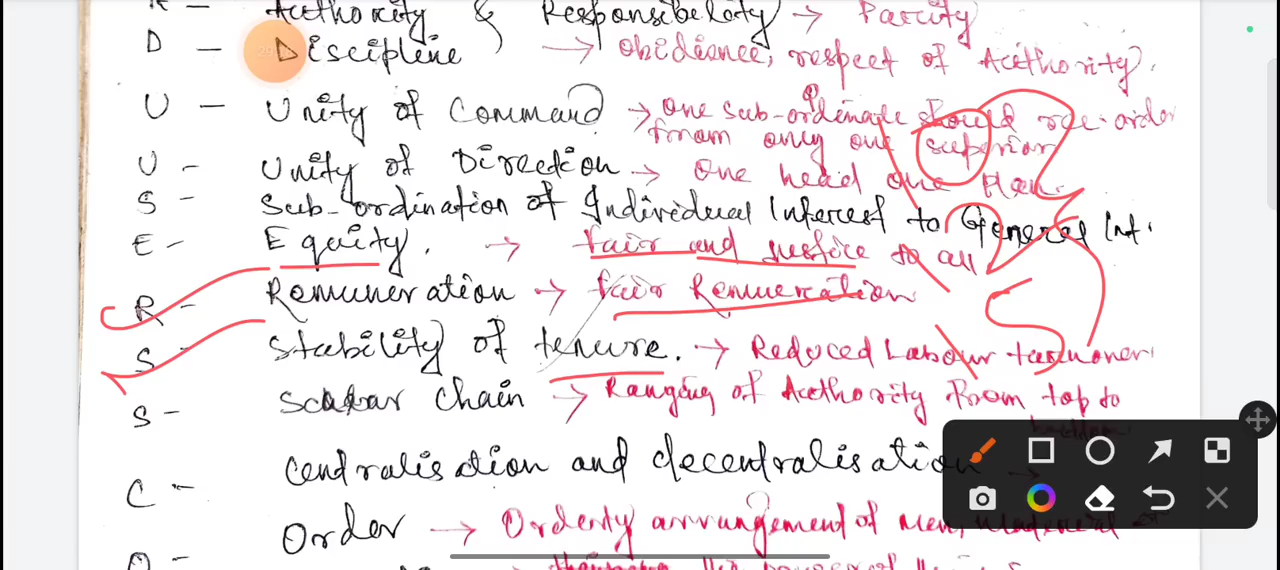 Authority & Responsibility → Parity
D - Discipline → obidiance, respect of Authority.
U - Unity of Command → one sub-ordinate should re. order
from only one superior
U - Unity of Direction → One head one Plan.
S - Sub-ordination of Individual Interest to General Int.
E - Equity. → fair and justice to all
R - Remuneration → fair Remuneration
S - Stability of tenure. → Reduced Labour turnover
S - Scalar Chain → Ranging of Authority from top to
C - Centralisation and decentralisation →
O - Order → Orderly arrangement of Men, Material